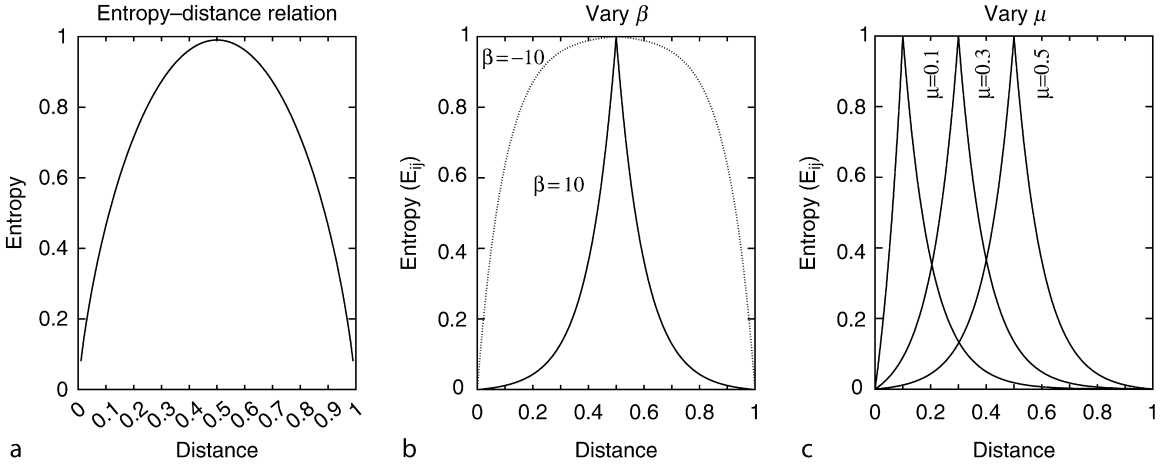 Entropy–distance relation
1
0.8
0.6
0.4
0.2
0
Entropy
0 0.1 0.2 0.3 0.4 0.5 0.6 0.7 0.8 0.9 1
Distance
a
Vary β
1
0.8
0.6
0.4
0.2
0
Entropy (Eij)
β=−10
β=10
0 0.2 0.4 0.6 0.8 1
Distance
b
Vary μ
1
0.8
0.6
0.4
0.2
0
Entropy (Eij)
μ=0.1
μ=0.3
μ=0.5
0 0.2 0.4 0.6 0.8 1
Distance
c